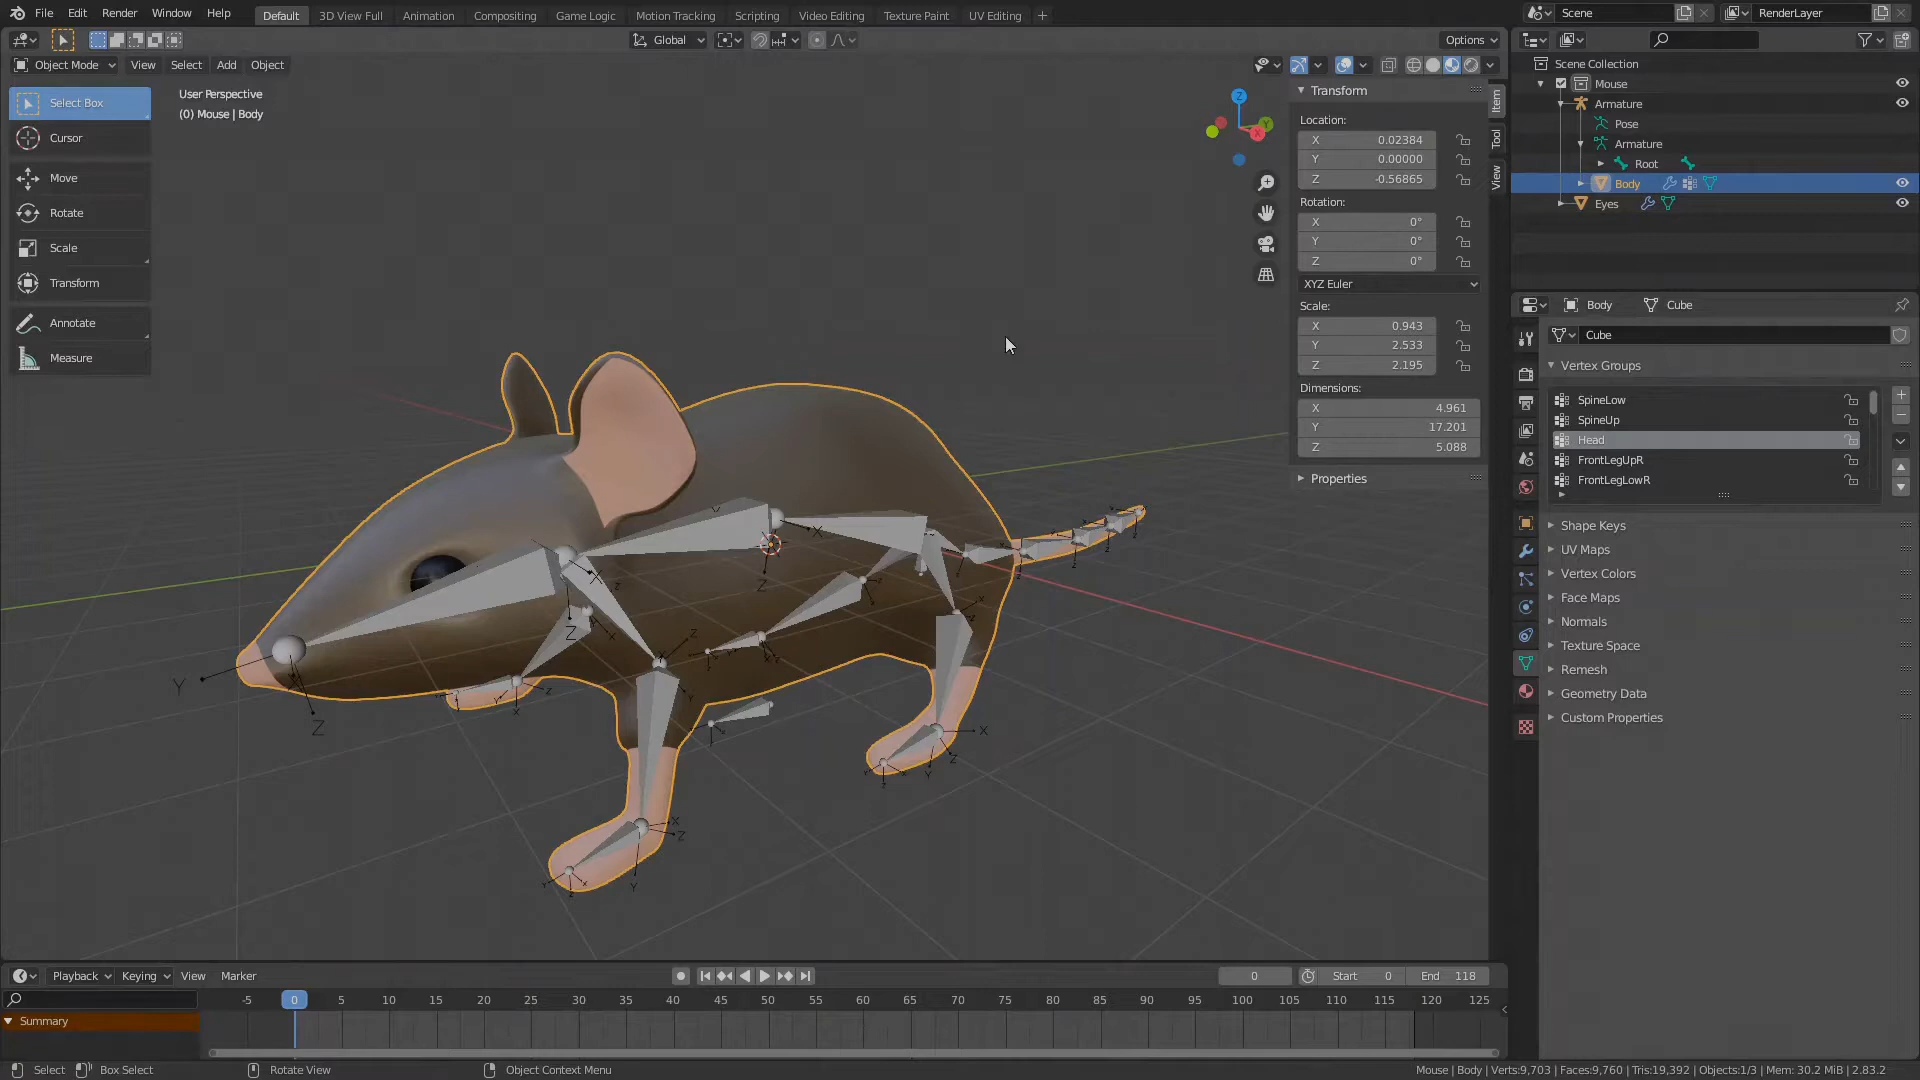 File Edit Render Window Help Default 3D View Full Animation Compositing Game Logic Motion Tracking Scripting Video Editing Texture Paint UV Editing + Scene RenderLayer
Global Options
Object Mode View Select Add Object
Select Box
Cursor
Move
Rotate
Scale
Transform
Annotate
Measure
User Perspective
(0) Mouse | Body
Z
Y
X
Transform
Location:
X 0.02384
Y 0.00000
Z -0.56865
Rotation:
X 0°
Y 0°
Z 0°
XYZ Euler
Scale:
X 0.943
Y 2.533
Z 2.195
Dimensions:
X 4.961
Y 17.201
Z 5.088
Properties
Item
Tool
View
Scene Collection
Mouse
Armature
Pose
Armature
Root
Body
Eyes
Body Cube
Cube
Vertex Groups
SpineLow
SpineUp
Head
FrontLegUpR
FrontLegLowR
Shape Keys
UV Maps
Vertex Colors
Face Maps
Normals
Texture Space
Remesh
Geometry Data
Custom Properties
Playback Keying View Marker 0 Start 0 End 118
-5 0 5 10 15 20 25 30 35 40 45 50 55 60 65 70 75 80 85 90 95 100 105 110 115 120 125
Summary
Select Box Select Rotate View Object Context Menu Mouse | Body | Verts:9,703 | Faces:9,760 | Tris:19,392 | Objects:1/3 | Mem: 30.2 MiB | 2.83.2